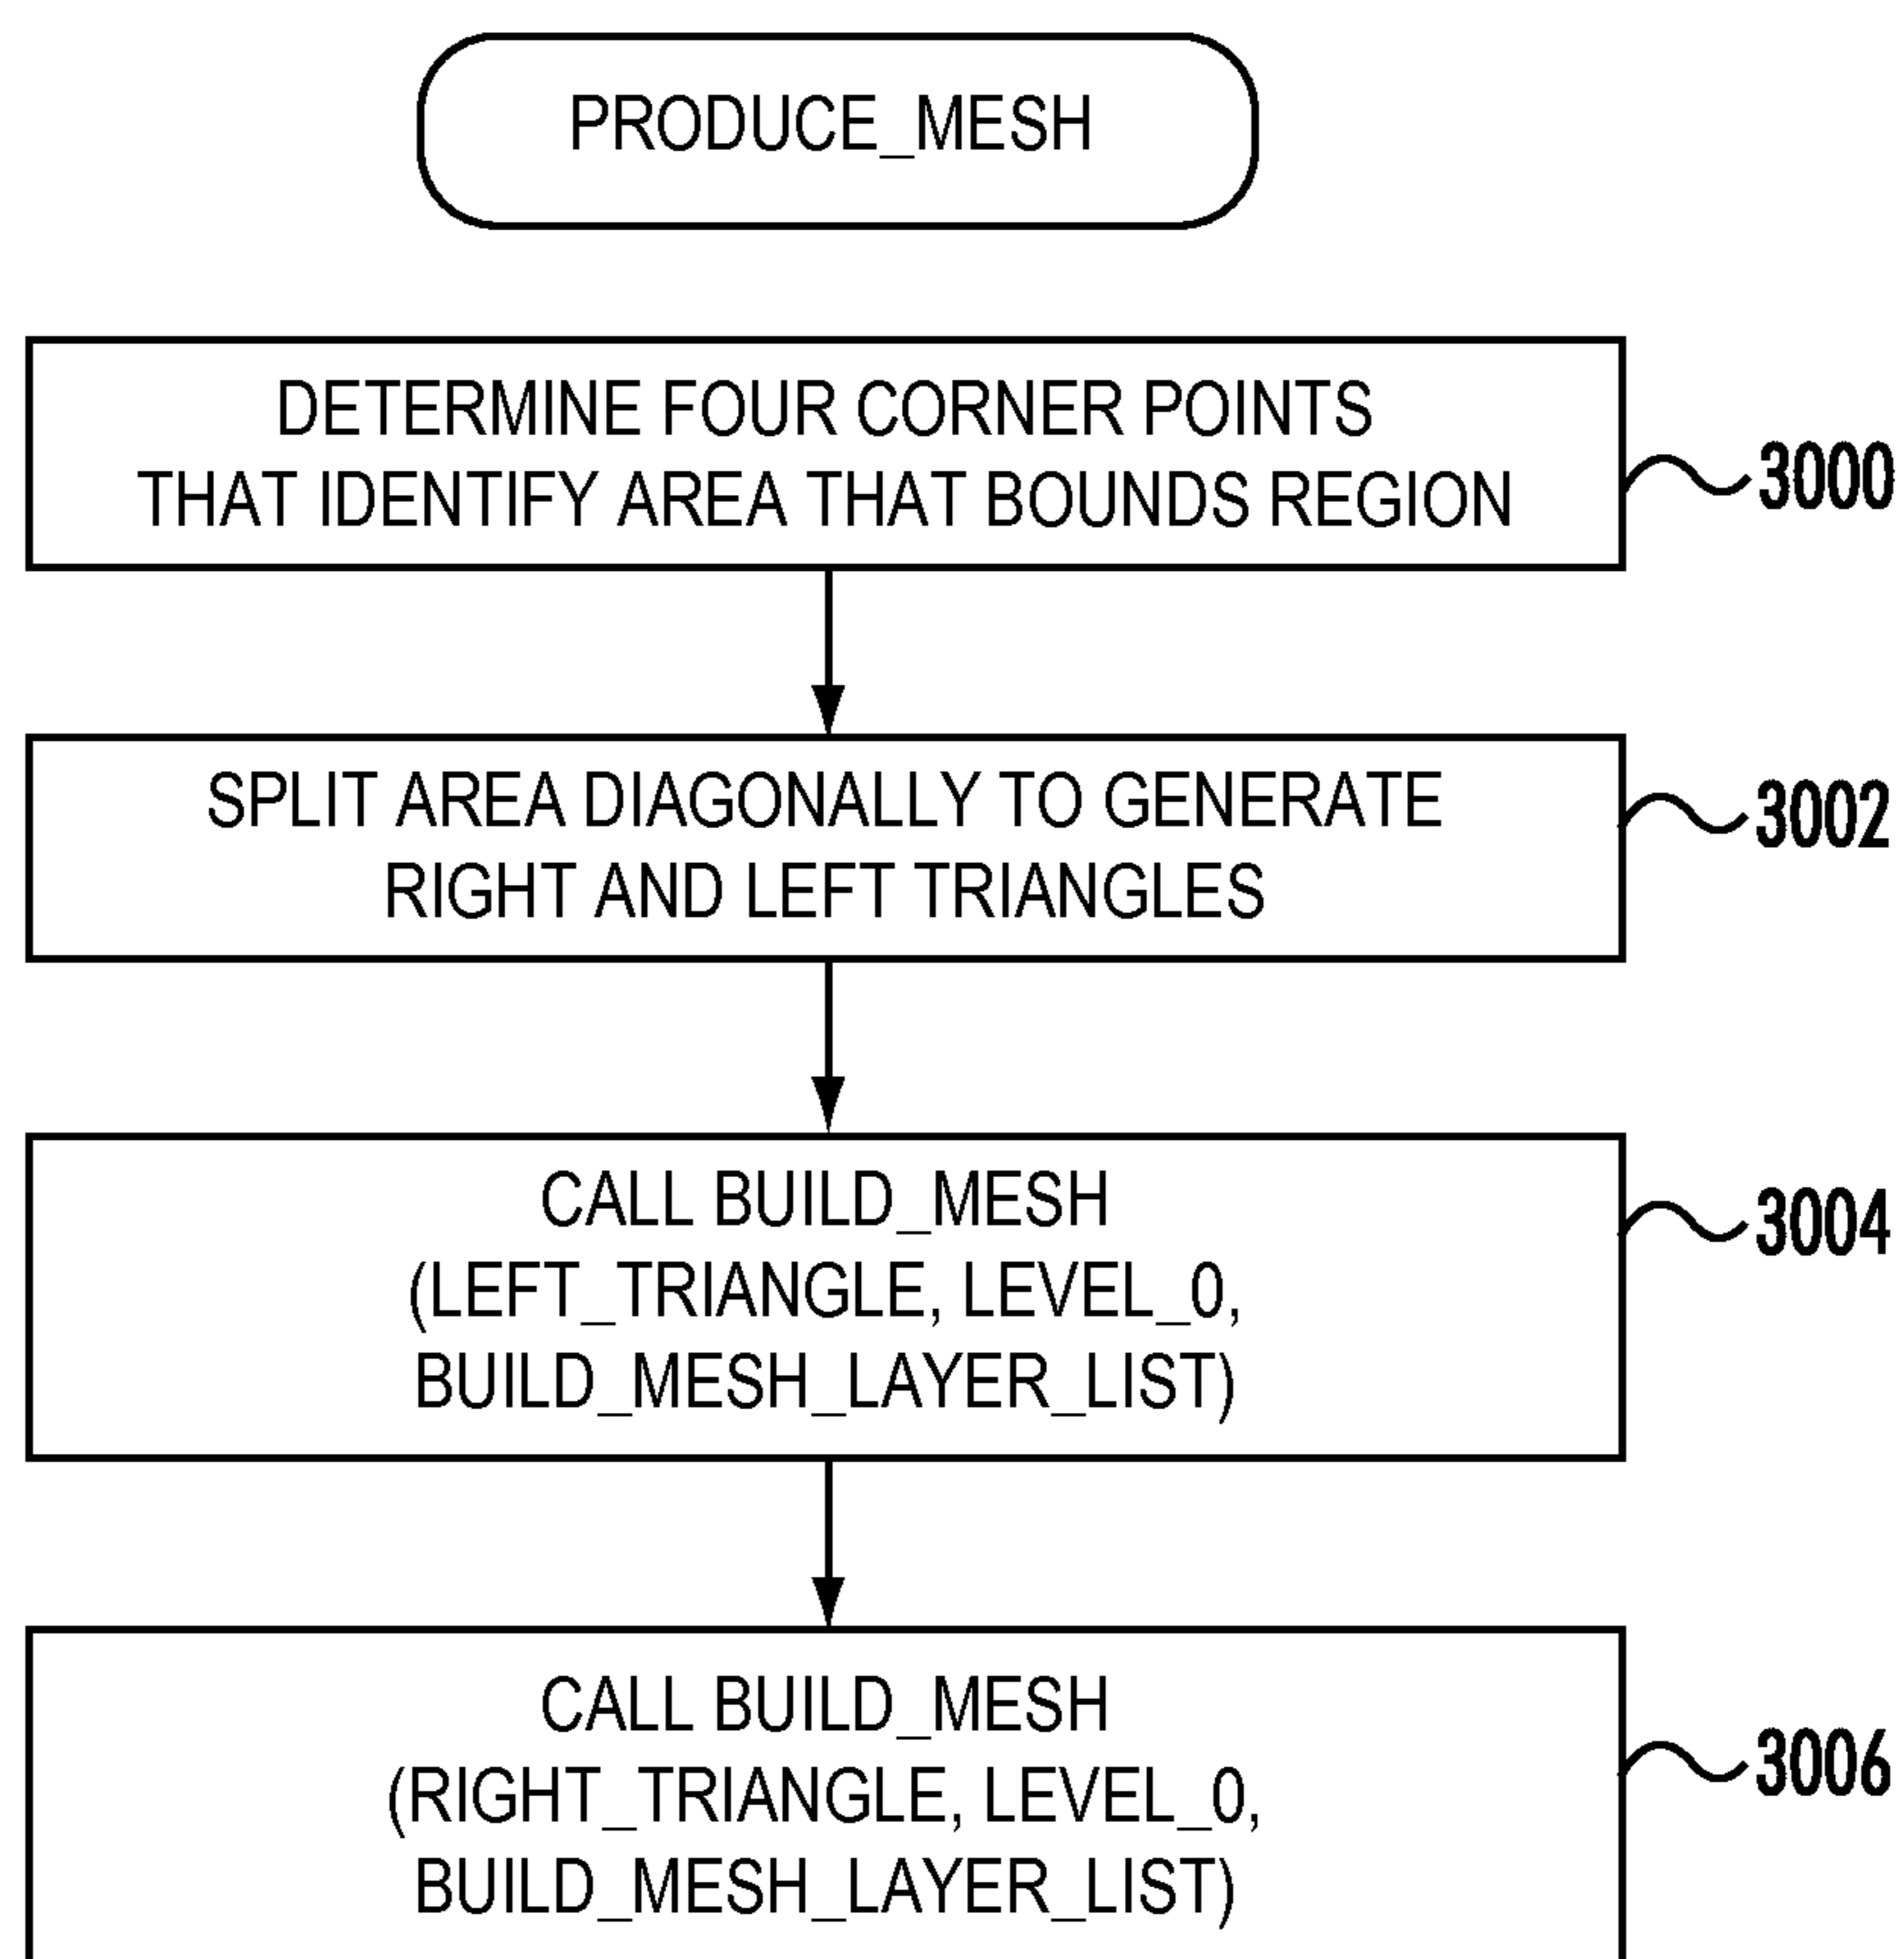 PRODUCE_MESH
DETERMINE FOUR CORNER POINTS
THAT IDENTIFY AREA THAT BOUNDS REGION
3000
SPLIT AREA DIAGONALLY TO GENERATE
RIGHT AND LEFT TRIANGLES
3002
CALL BUILD_MESH
(LEFT_TRIANGLE, LEVEL_0,
BUILD_MESH_LAYER_LIST)
3004
CALL BUILD_MESH
(RIGHT_TRIANGLE, LEVEL_0,
BUILD_MESH_LAYER_LIST)
3006